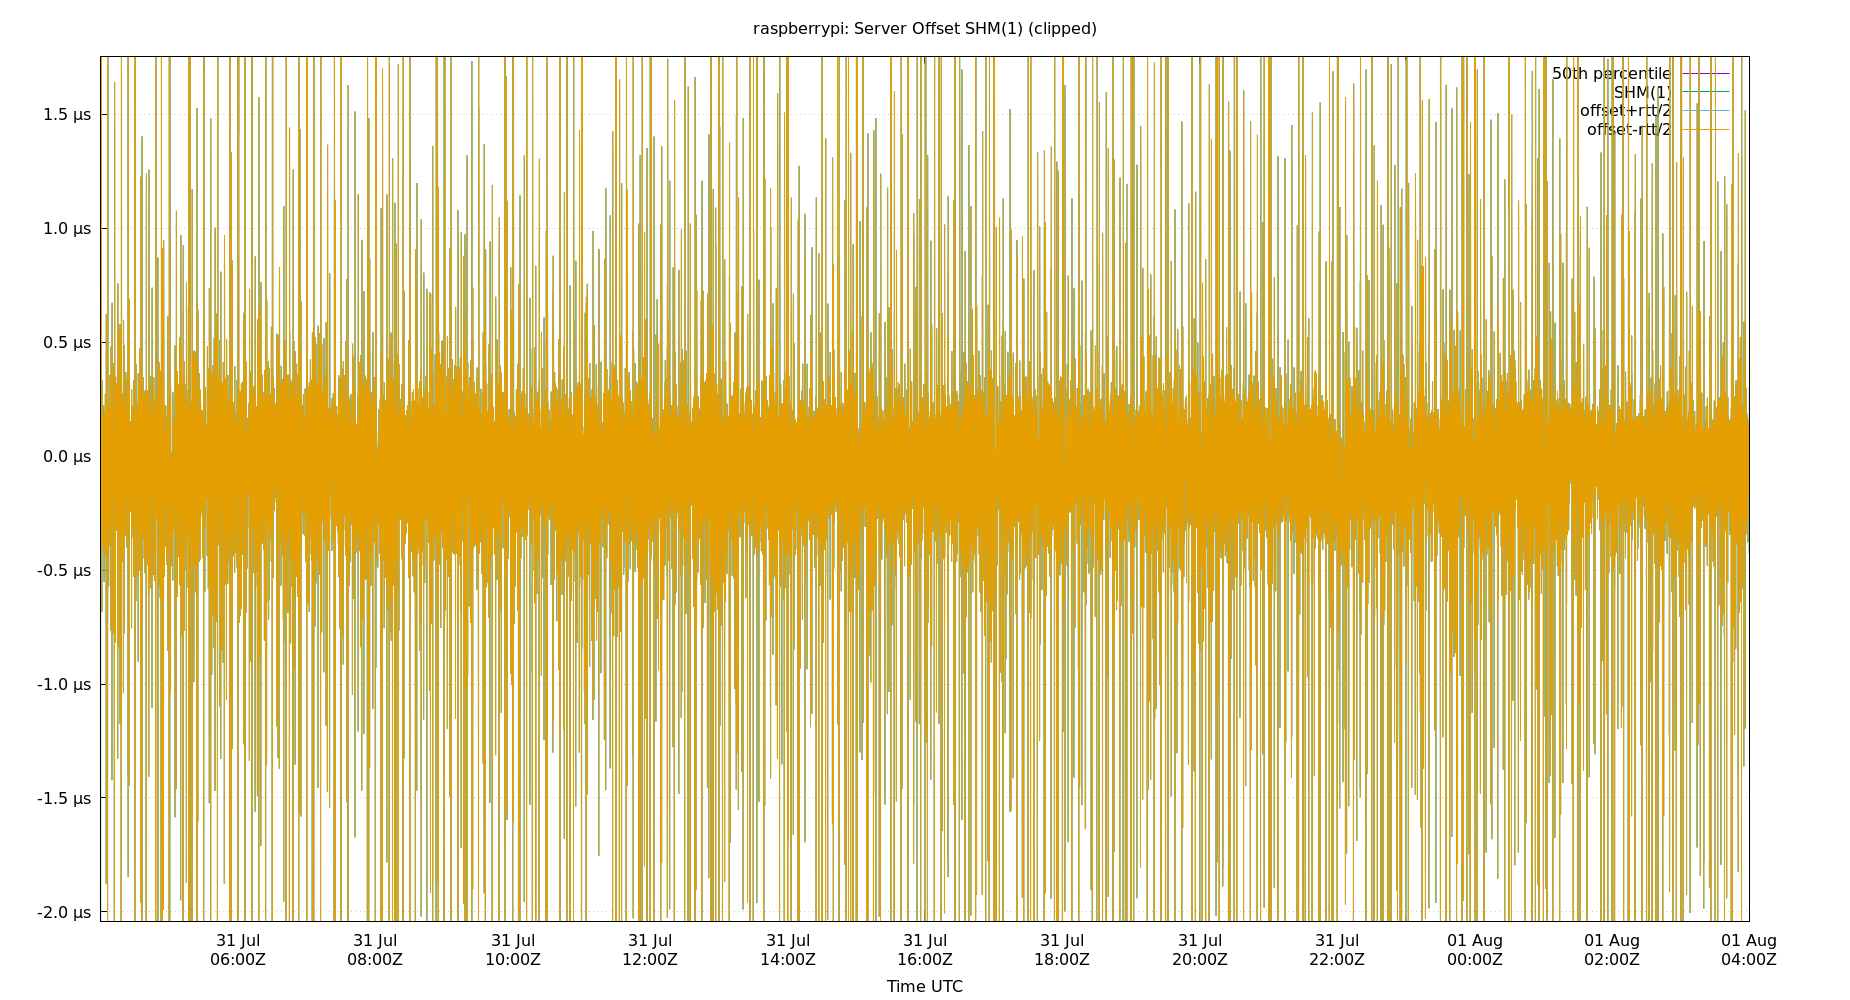 raspberrypi: Server Offset SHM(1) (clipped)
50th percentile
SHM(1)
offset+rtt/2
offset-rtt/2
1.5 µs
1.0 µs
0.5 µs
0.0 µs
-0.5 µs
-1.0 µs
-1.5 µs
-2.0 µs
31 Jul 31 Jul 31 Jul 31 Jul 31 Jul 31 Jul 31 Jul 31 Jul 31 Jul 01 Aug 01 Aug 01 Aug
06:00Z 08:00Z 10:00Z 12:00Z 14:00Z 16:00Z 18:00Z 20:00Z 22:00Z 00:00Z 02:00Z 04:00Z
Time UTC